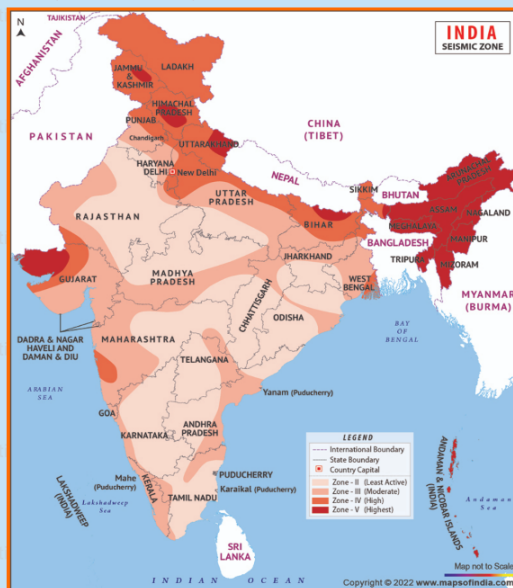 N
TAJIKISTAN
AFGHANISTAN
INDIA
SEISMIC ZONE
LADAKH
JAMMU
&
KASHMIR
HIMACHAL
PRADESH
PUNJAB
Chandigarh
UTTARAKHAND
PAKISTAN
CHINA
(TIBET)
HARYANA
DELHI
New Delhi
NEPAL
ARUNACHAL
PRADESH
SIKKIM
BHUTAN
UTTAR
PRADESH
ASSAM
NAGALAND
RAJASTHAN
BIHAR
MEGHALAYA
BANGLADESH
MANIPUR
JHARKHAND
TRIPURA
MIZORAM
GUJARAT
MADHYA
PRADESH
WEST
BENGAL
CHHATTISGARH
MYANMAR
(BURMA)
DADRA & NAGAR
HAVELI AND
DAMAN & DIU
ODISHA
MAHARASHTRA
BAY
OF
BENGAL
ARABIAN
SEA
TELANGANA
Yanam (Puducherry)
GOA
KARNATAKA
ANDHRA
PRADESH
LEGEND
International Boundary
State Boundary
Country Capital
Zone - II (Least Active)
Zone - III (Moderate)
Zone - IV (High)
Zone - V (Highest)
ANDAMAN & NICOBAR ISLANDS
(INDIA)
Andaman
Sea
LAKSHADWEEP
(INDIA)
Lakshadweep
Sea
Mahe
(Puducherry)
KERALA
PUDUCHERRY
Karaikal (Puducherry)
TAMIL NADU
SRI
LANKA
Map not to Scale
INDIAN OCEAN
Copyright © 2022 www.mapsofindia.com